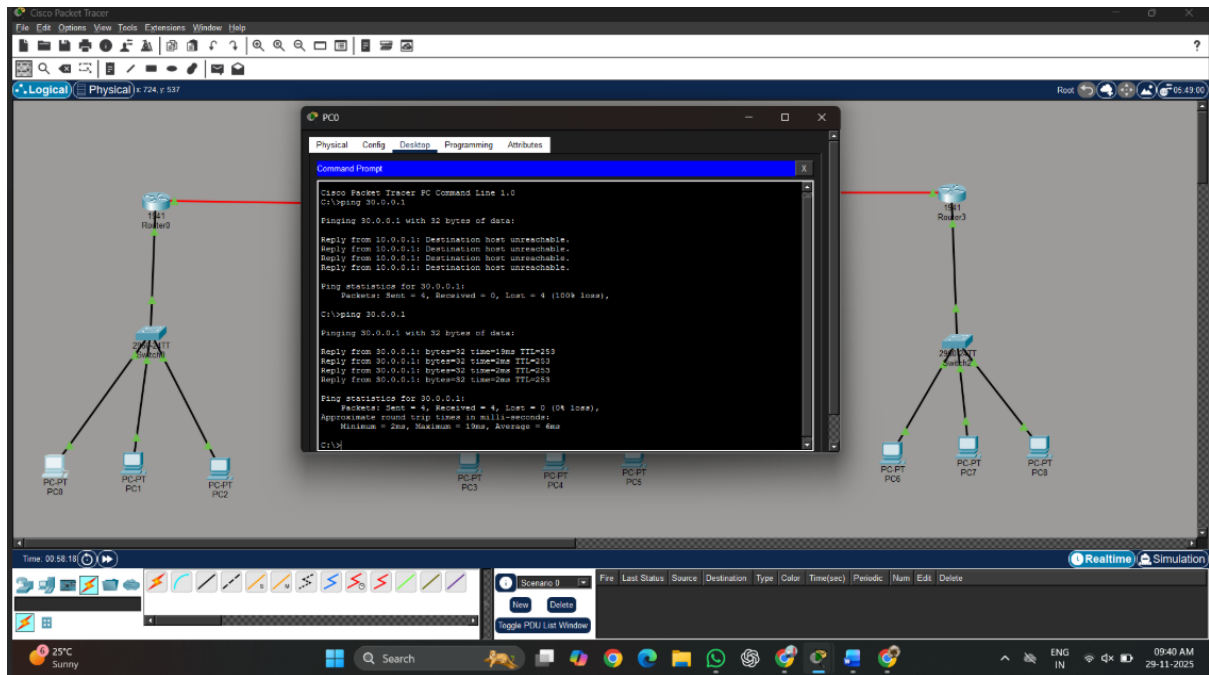 Cisco Packet Tracer
File Edit Options View Tools Extensions Window Help
?
Logical Physical x: 724, y: 537
Root 05:49:00
PC0
Physical Config Desktop Programming Attributes
Command Prompt X
Cisco Packet Tracer PC Command Line 1.0
C:\>ping 30.0.0.1
Pinging 30.0.0.1 with 32 bytes of data:
Reply from 10.0.0.1: Destination host unreachable.
Reply from 10.0.0.1: Destination host unreachable.
Reply from 10.0.0.1: Destination host unreachable.
Reply from 10.0.0.1: Destination host unreachable.
Ping statistics for 30.0.0.1:
Packets: Sent = 4, Received = 0, Lost = 4 (100% loss),
C:\>ping 30.0.0.1
Pinging 30.0.0.1 with 32 bytes of data:
Reply from 30.0.0.1: bytes=32 time=19ms TTL=253
Reply from 30.0.0.1: bytes=32 time=2ms TTL=253
Reply from 30.0.0.1: bytes=32 time=2ms TTL=253
Reply from 30.0.0.1: bytes=32 time=2ms TTL=253
Ping statistics for 30.0.0.1:
Packets: Sent = 4, Received = 4, Lost = 0 (0% loss),
Approximate round trip times in milli-seconds:
Minimum = 2ms, Maximum = 19ms, Average = 6ms
C:\>
1941
Router0
1941
Router3
2960-24TT
Switch0
2960-24TT
Switch2
PC-PT
PC0
PC-PT
PC1
PC-PT
PC2
PC-PT
PC3
PC-PT
PC4
PC-PT
PC5
PC-PT
PC6
PC-PT
PC7
PC-PT
PC8
Time: 00:58:18
Realtime Simulation
Scenario 0
New Delete
Toggle PDU List Window
Fire Last Status Source Destination Type Color Time(sec) Periodic Num Edit Delete
6
25°C
Sunny
Search
ENG
IN
09:40 AM
29-11-2025